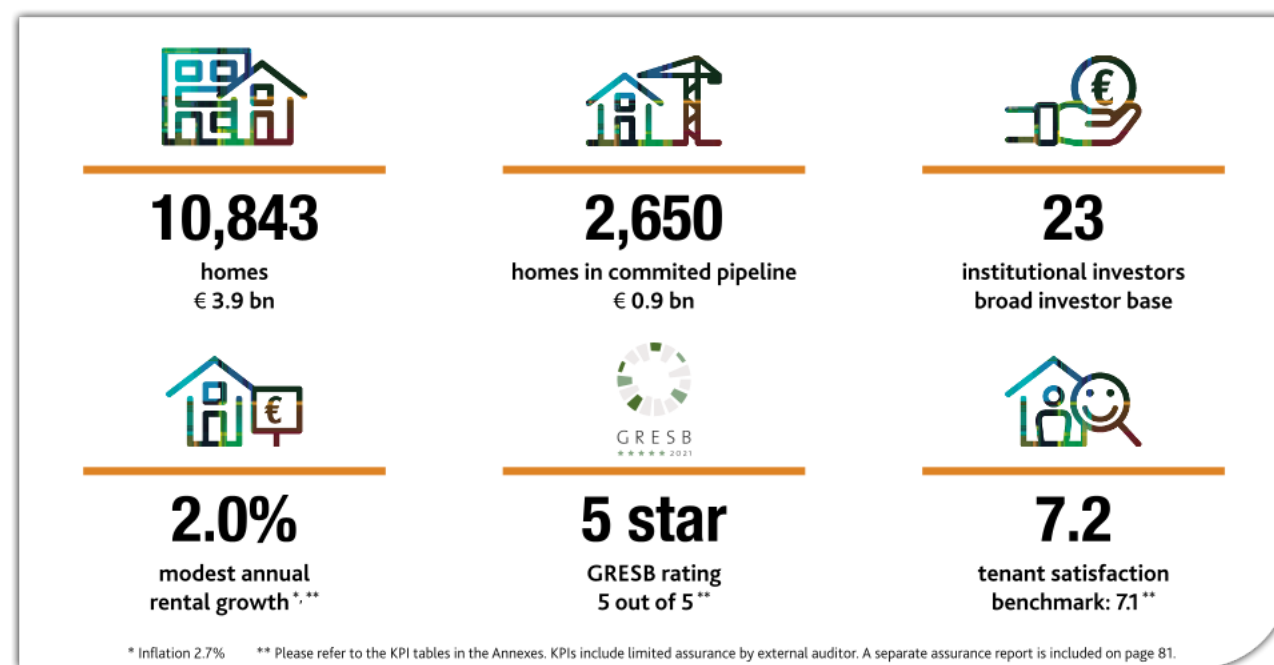 €
10,843
homes
€ 3.9 bn
2,650
homes in commited pipeline
€ 0.9 bn
23
institutional investors
broad investor base
€
2.0%
modest annual
rental growth *, **
GRESB
★★★★★ 2021
5 star
GRESB rating
5 out of 5 **
7.2
tenant satisfaction
benchmark: 7.1 **
* Inflation 2.7% ** Please refer to the KPI tables in the Annexes. KPIs include limited assurance by external auditor. A separate assurance report is included on page 81.